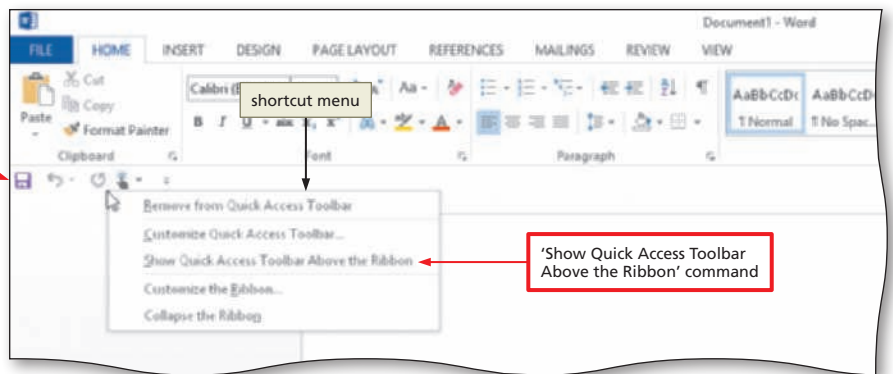 Document1 - Word
FILE HOME INSERT DESIGN PAGE LAYOUT REFERENCES MAILINGS REVIEW VIEW
Cut
Copy
Format Painter
Paste
Calibri (B
Aa
AaBbCcDc AaBbCcD
B I U abc
¶ Normal ¶ No Spac...
Clipboard Font Paragraph
shortcut menu
Remove from Quick Access Toolbar
Customize Quick Access Toolbar...
Show Quick Access Toolbar Above the Ribbon
Customize the Ribbon...
Collapse the Ribbon
'Show Quick Access Toolbar
Above the Ribbon' command